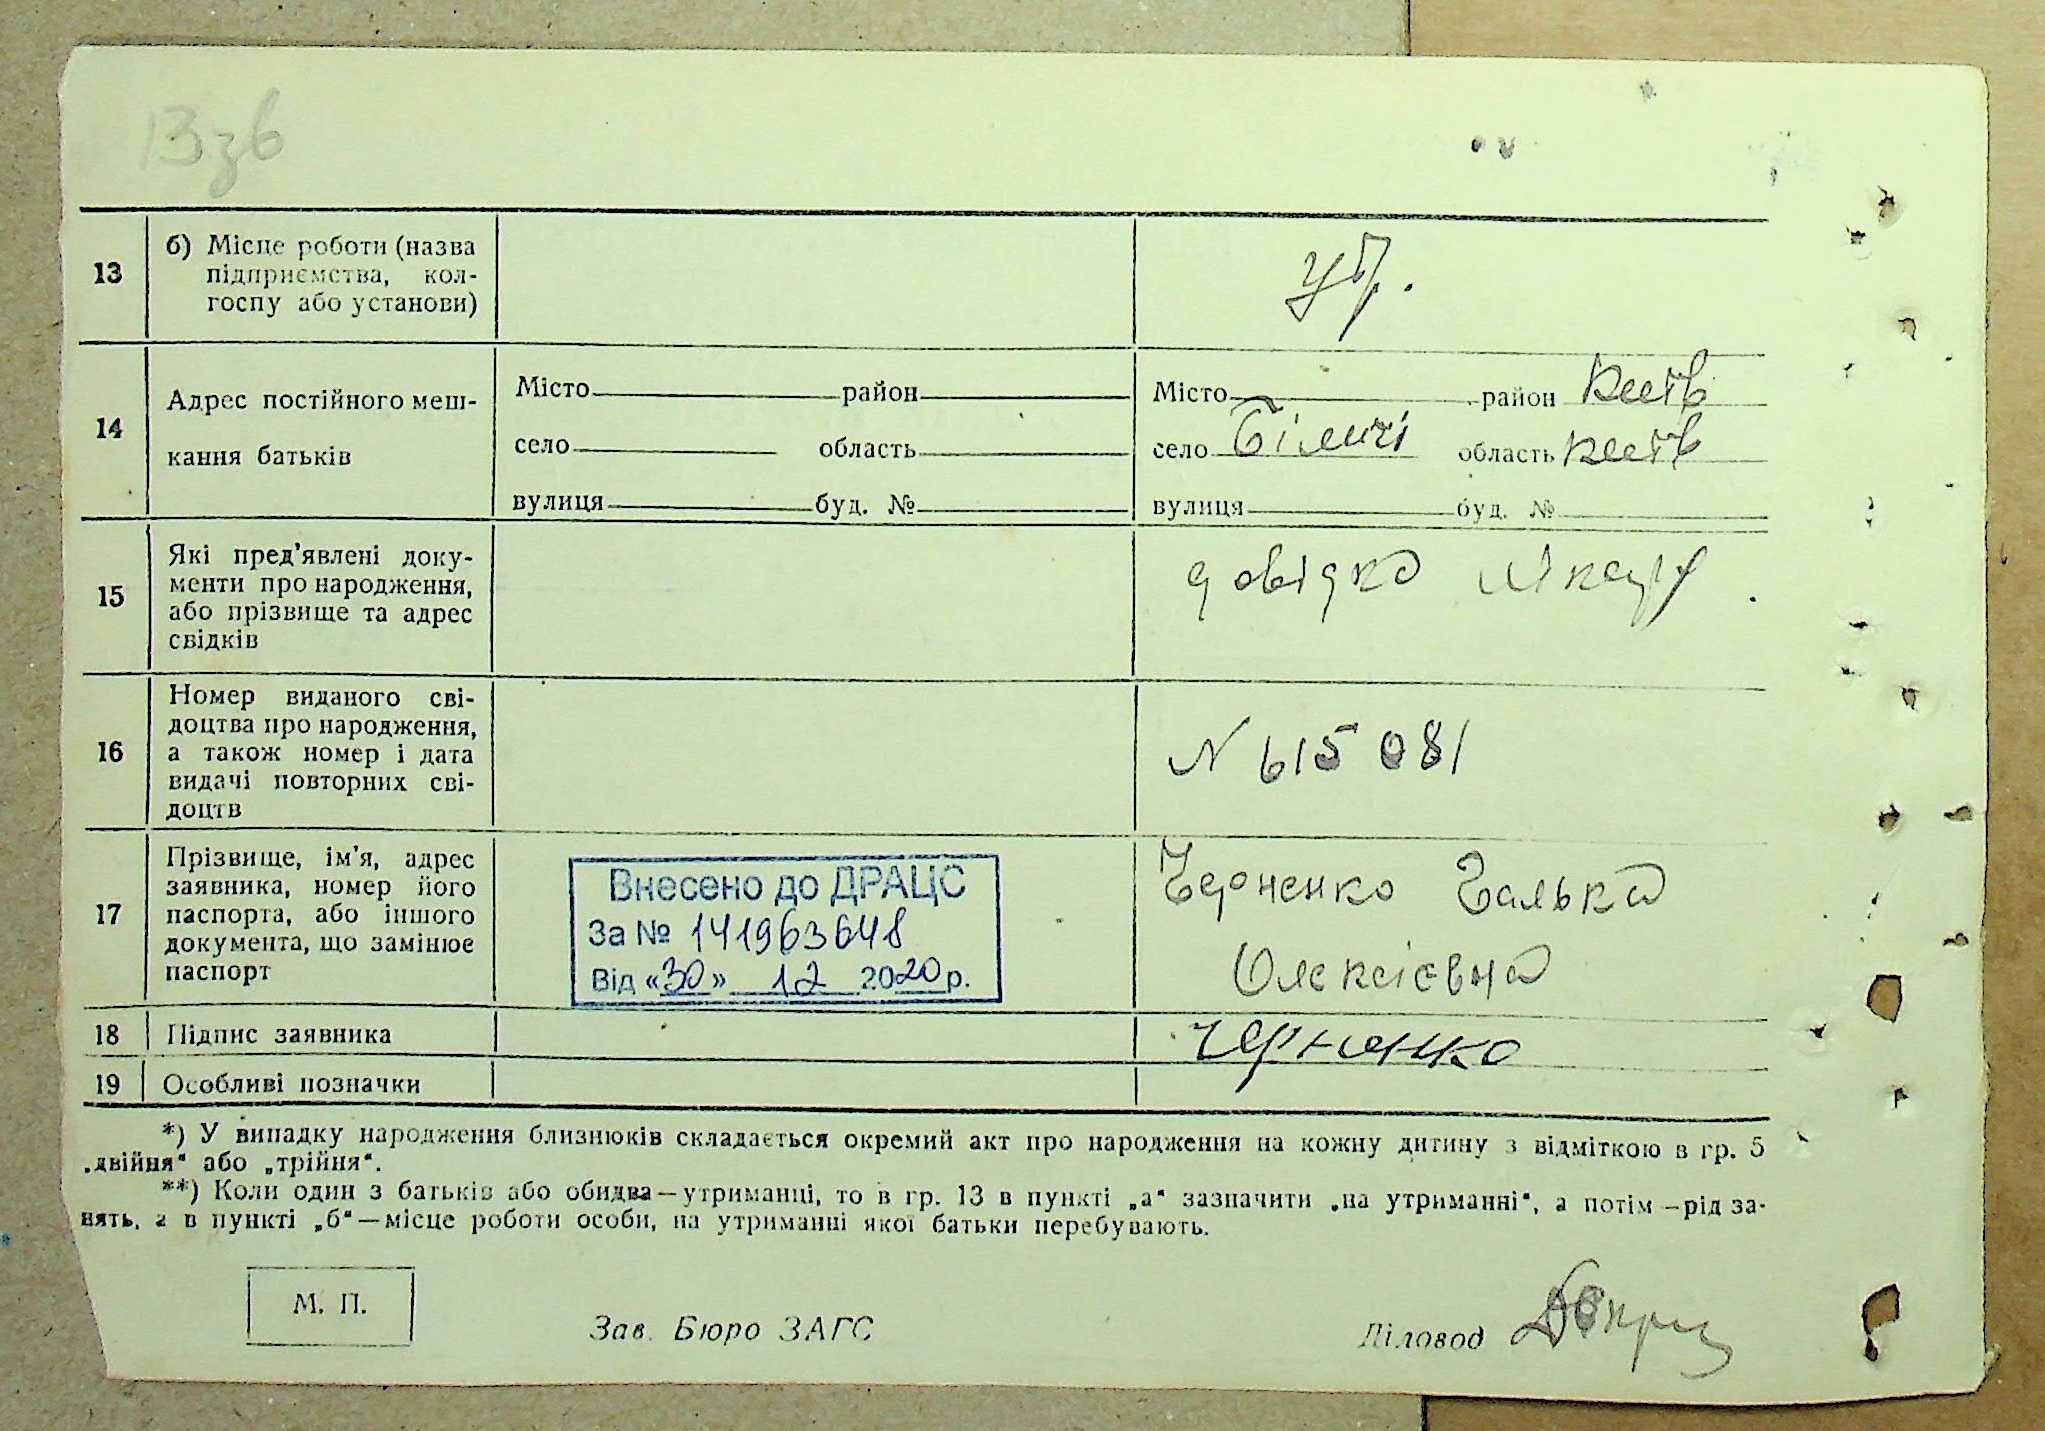 13зв
13
б) Місце роботи (назва
підприємства, кол-
госпу або установи)
14
Адрес постійного меш-
кання батьків
Місто район
село область
вулиця буд. №
Місто район Київ
село Біличі область Київ
вулиця буд. №
15
Які пред'явлені доку-
менти про народження,
або прізвище та адрес
свідків
довідка
16
Номер виданого сві-
доцтва про народження,
а також номер і дата
видачі повторних сві-
доцтв
N 615081
17
Прізвище, ім'я, адрес
заявника, номер його
паспорта, або іншого
документа, що замінює
паспорт
Внесено до ДРАЦС
За № 141963648
Від «30» 12 2020 р.
Черненко Галька
Олексієвна
18 Підпис заявника
Черненко
19 Особливі позначки
*) У випадку народження близнюків складається окремий акт про народження на кожну дитину з відміткою в гр. 5
„двійня“ або „трійня“.
**) Коли один з батьків або обидва—утриманці, то в гр. 13 в пункті „а“ зазначити „на утриманні“, а потім—рід за-
нять, а в пункті „б“—місце роботи особи, на утриманні якої батьки перебувають.
М. П.
Зав. Бюро ЗАГС
Діловод